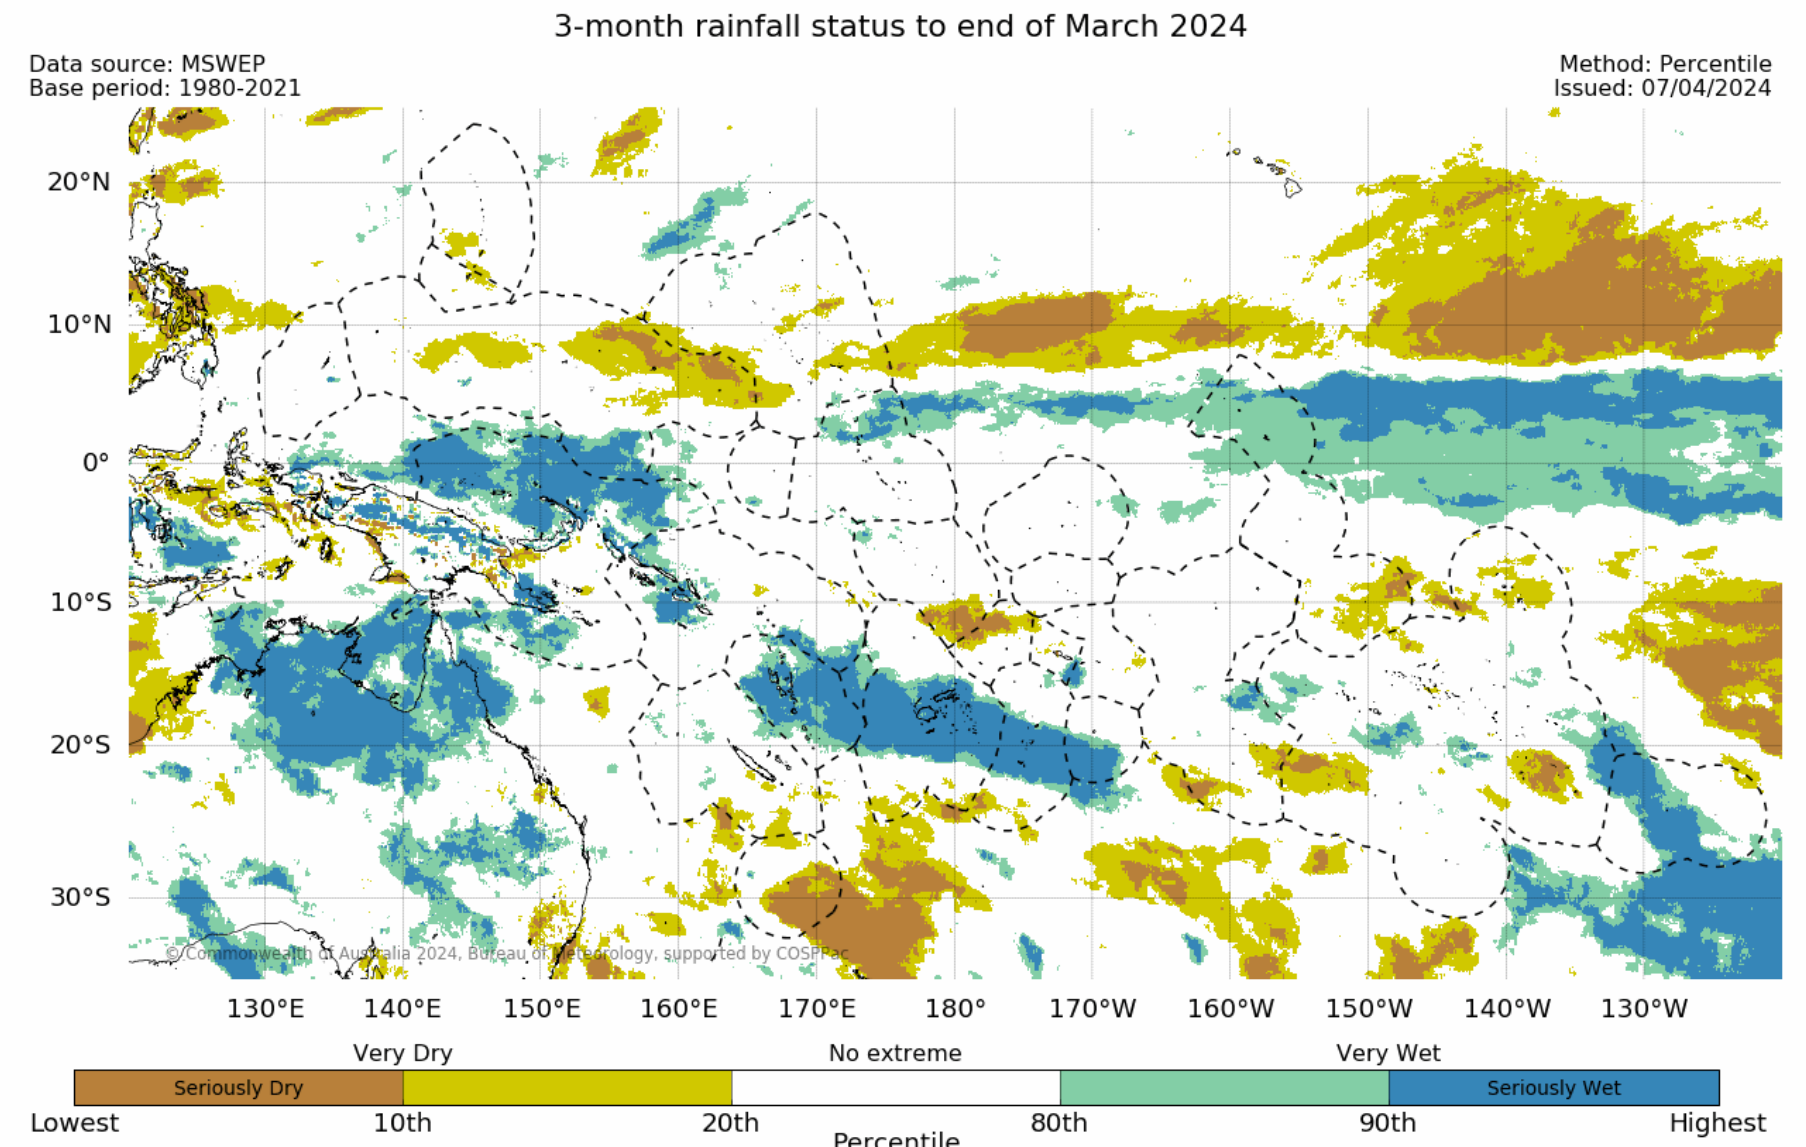 3-month rainfall status to end of March 2024
Data source: MSWEP
Base period: 1980-2021
Method: Percentile
Issued: 07/04/2024
20°N
10°N
0°
10°S
20°S
30°S
© Commonwealth of Australia 2024, Bureau of Meteorology, supported by COSPPac
130°E 140°E 150°E 160°E 170°E 180° 170°W 160°W 150°W 140°W 130°W
Very Dry No extreme Very Wet
Seriously Dry Seriously Wet
Lowest 10th 20th 80th 90th Highest
Percentile